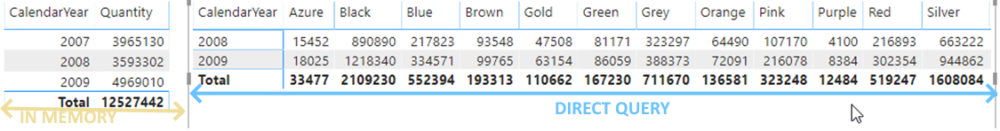 CalendarYear Quantity
2007 3965130
2008 3593302
2009 4969010
Total 12527442
IN MEMORY
CalendarYear Azure Black Blue Brown Gold Green Grey Orange Pink Purple Red Silver
2008 15452 890890 217823 93548 47508 81171 323297 64490 107170 4100 216893 663222
2009 18025 1218340 334571 99765 63154 86059 388373 72091 216078 8384 302354 944862
Total 33477 2109230 552394 193313 110662 167230 711670 136581 323248 12484 519247 1608084
DIRECT QUERY